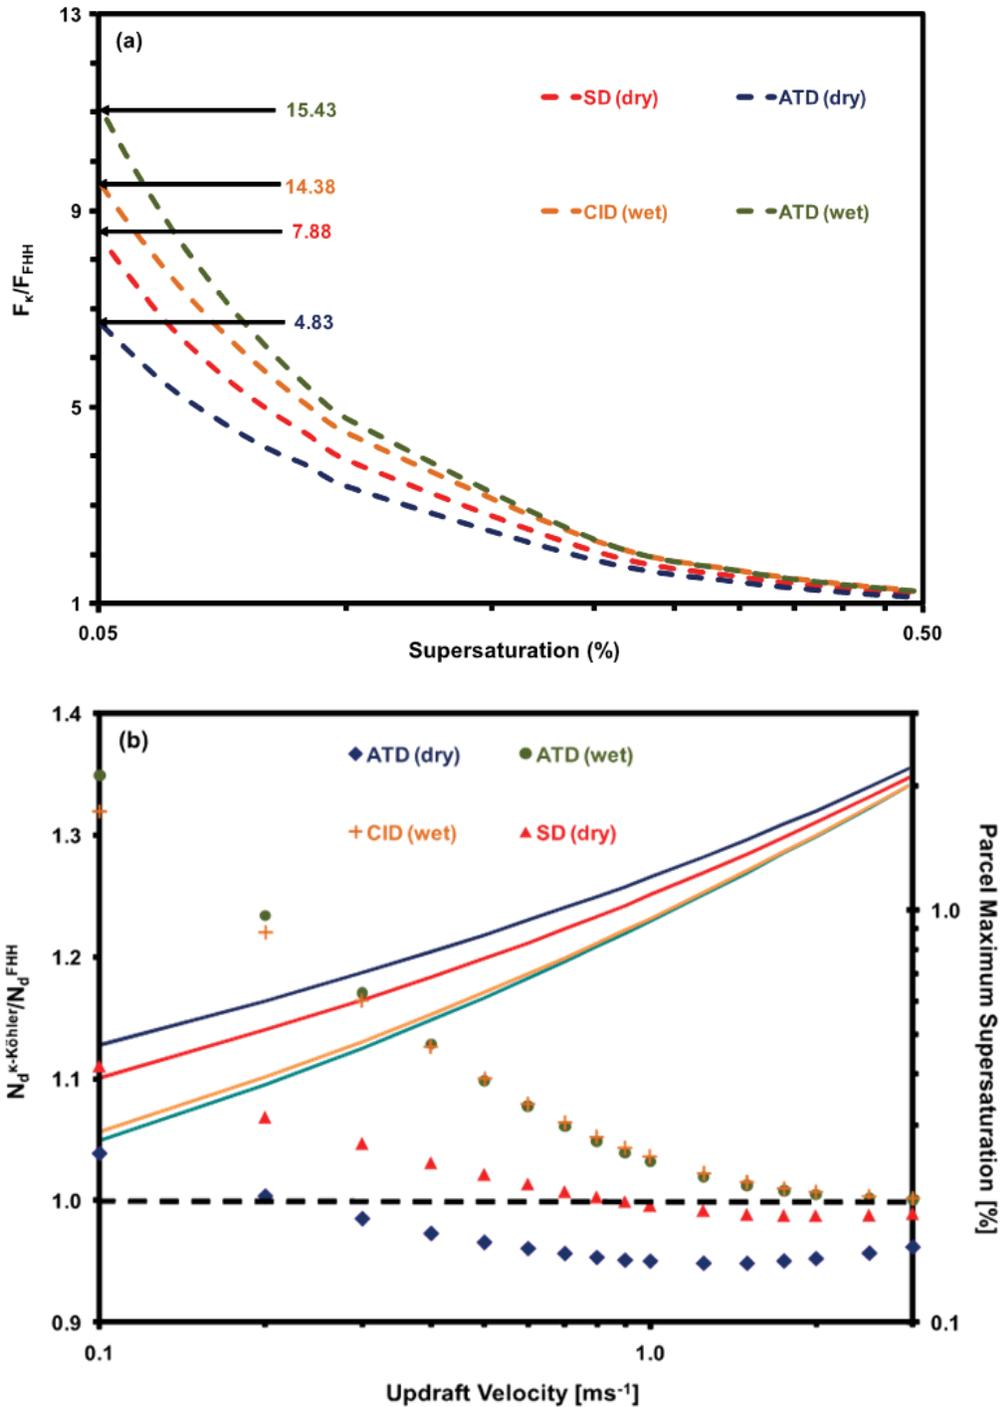 13
(a)
SD (dry)
ATD (dry)
15.43
14.38
9
CID (wet)
ATD (wet)
7.88
Fκ/FFHH
4.83
5
1
0.05
0.50
Supersaturation (%)
1.4
(b)
ATD (dry)
ATD (wet)
1.3
CID (wet)
SD (dry)
1.0
1.2
Ndκ-Köhler/NdFHH
Parcel Maximum Supersaturation [%]
1.1
1.0
0.9
0.1
0.1
1.0
Updraft Velocity [ms-1]